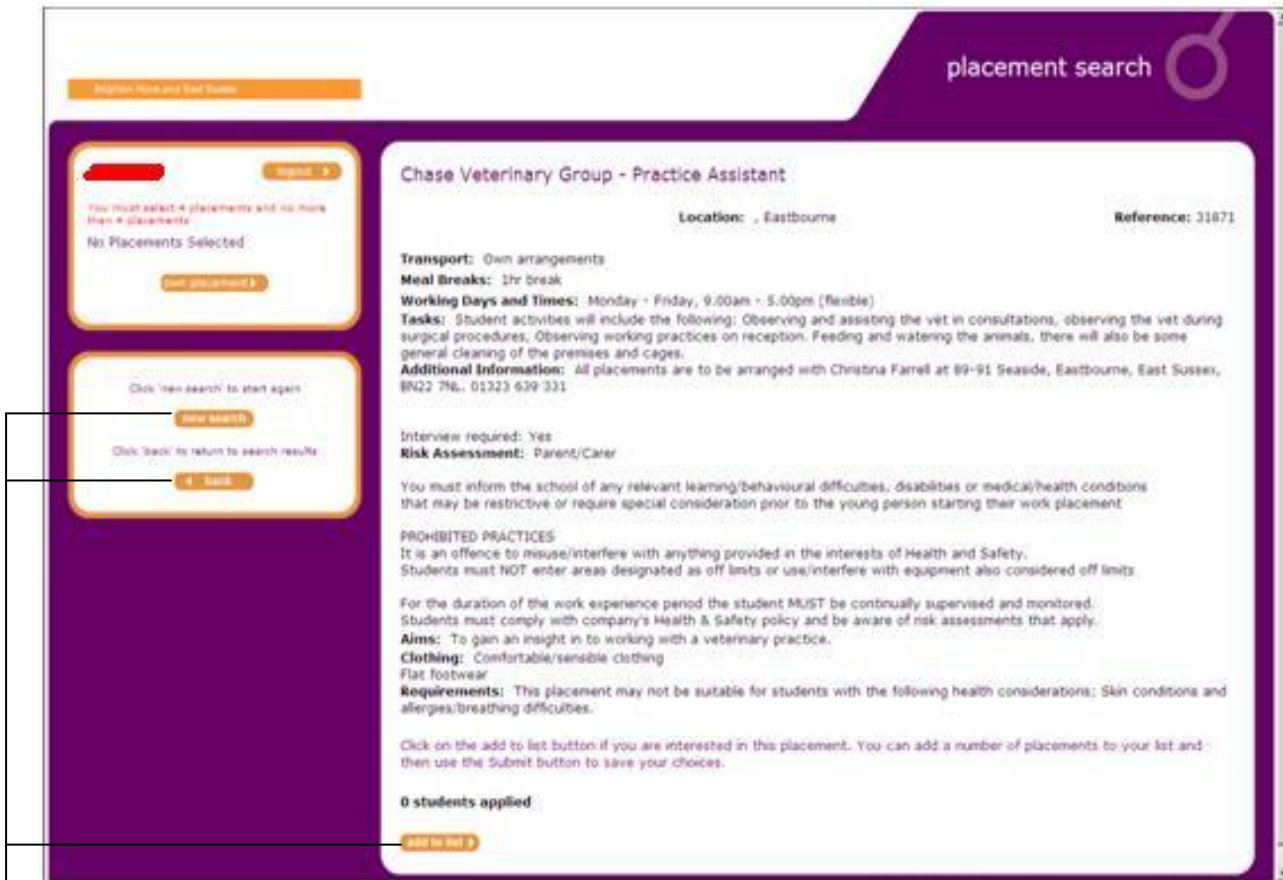 placement search
Brighton Hove and East Sussex
logout
You must select 4 placements and no more
than 4 placements
No Placements Selected
own placement
Click 'new search' to start again
new search
Click 'back' to return to search results
back
Chase Veterinary Group - Practice Assistant
Location: , Eastbourne Reference: 31871
Transport: Own arrangements
Meal Breaks: 1hr break
Working Days and Times: Monday - Friday, 9.00am - 5.00pm (flexible)
Tasks: Student activities will include the following: Observing and assisting the vet in consultations, observing the vet during
surgical procedures, Observing working practices on reception. Feeding and watering the animals, there will also be some
general cleaning of the premises and cages.
Additional Information: All placements are to be arranged with Christina Farrell at 89-91 Seaside, Eastbourne, East Sussex,
BN22 7NL. 01323 639 331
Interview required: Yes
Risk Assessment: Parent/Carer
You must inform the school of any relevant learning/behavioural difficulties, disabilities or medical/health conditions
that may be restrictive or require special consideration prior to the young person starting their work placement
PROHIBITED PRACTICES
It is an offence to misuse/interfere with anything provided in the interests of Health and Safety.
Students must NOT enter areas designated as off limits or use/interfere with equipment also considered off limits
For the duration of the work experience period the student MUST be continually supervised and monitored.
Students must comply with company's Health & Safety policy and be aware of risk assessments that apply.
Aims: To gain an insight in to working with a veterinary practice.
Clothing: Comfortable/sensible clothing
Flat footwear
Requirements: This placement may not be suitable for students with the following health considerations; Skin conditions and
allergies/breathing difficulties.
Click on the add to list button if you are interested in this placement. You can add a number of placements to your list and
then use the Submit button to save your choices.
0 students applied
add to list